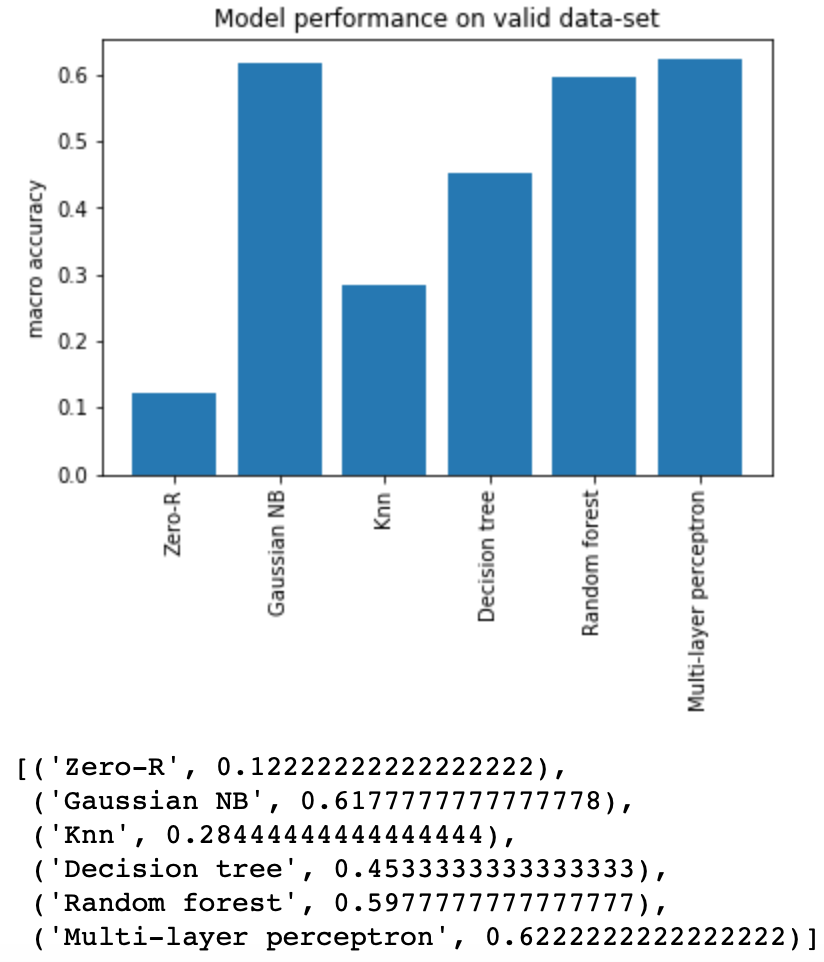 Model performance on valid data-set
macro accuracy
0.6
0.5
0.4
0.3
0.2
0.1
0.0
Zero-R
Gaussian NB
Knn
Decision tree
Random forest
Multi-layer perceptron
[('Zero-R', 0.12222222222222222),
('Gaussian NB', 0.6177777777777778),
('Knn', 0.28444444444444444),
('Decision tree', 0.4533333333333333),
('Random forest', 0.5977777777777777),
('Multi-layer perceptron', 0.6222222222222222)]